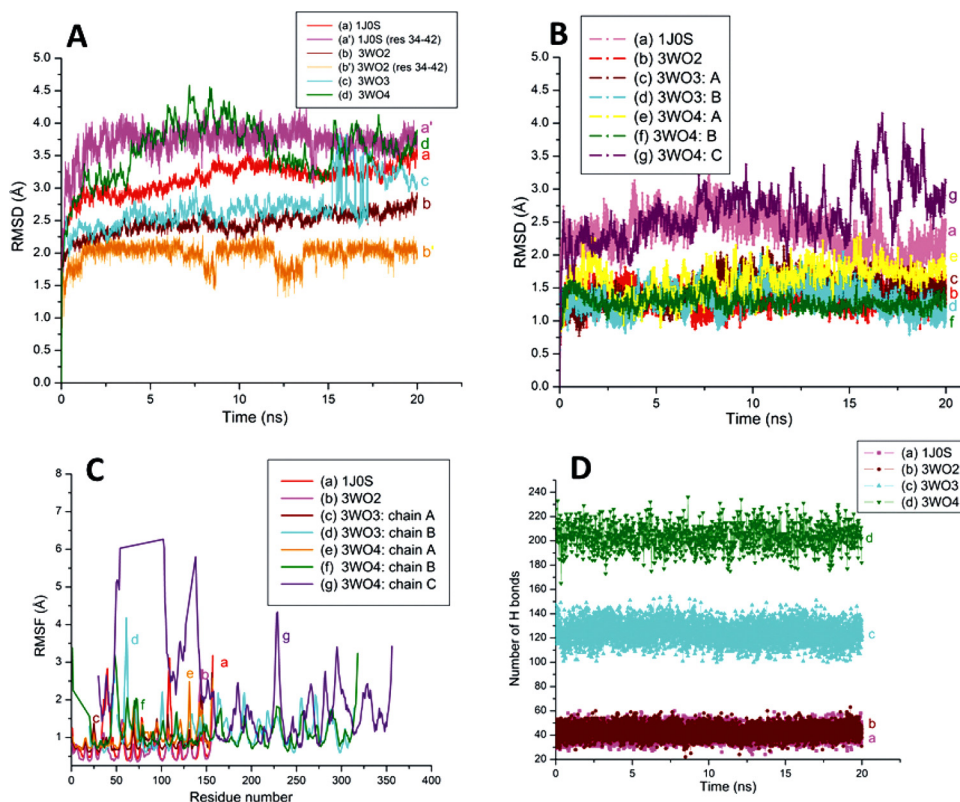 A
(a) 1J0S
(a') 1J0S (res 34-42)
(b) 3WO2
(b') 3WO2 (res 34-42)
(c) 3WO3
(d) 3WO4
5.0
4.5
4.0
3.5
3.0
2.5
2.0
1.5
1.0
0.5
0.0
RMSD (Å)
a'
d
a
c
b
b'
0 5 10 15 20
Time (ns)
B
(a) 1J0S
(b) 3WO2
(c) 3WO3: A
(d) 3WO3: B
(e) 3WO4: A
(f) 3WO4: B
(g) 3WO4: C
5.0
4.5
4.0
3.5
3.0
2.5
2.0
1.5
1.0
0.5
0.0
RMSD (Å)
g
a
e
c
b
d
f
0 5 10 15 20
Time (ns)
C
(a) 1J0S
(b) 3WO2
(c) 3WO3: chain A
(d) 3WO3: chain B
(e) 3WO4: chain A
(f) 3WO4: chain B
(g) 3WO4: chain C
8
7
6
5
4
3
2
1
RMSF (Å)
d
g
a
e
b
f
c
0 50 100 150 200 250 300 350 400
Residue number
D
(a) 1J0S
(b) 3WO2
(c) 3WO3
(d) 3WO4
240
220
200
180
160
140
120
100
80
60
40
20
Number of H bonds
d
c
b
a
0 5 10 15 20
Time (ns)